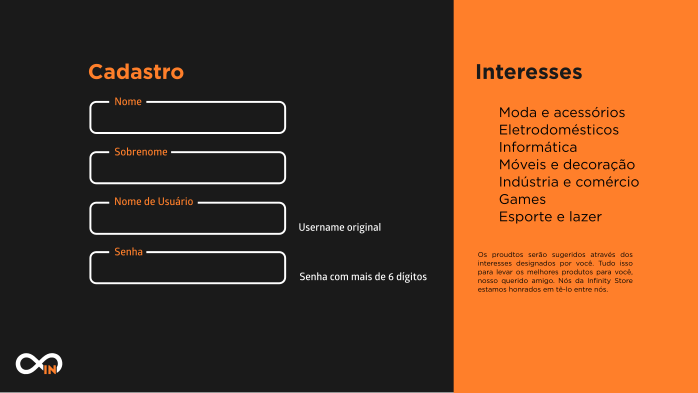 Cadastro
Nome
Sobrenome
Nome de Usuário
Username original
Senha
Senha com mais de 6 dígitos
IN
Interesses
Moda e acessórios
Eletrodomésticos
Informática
Móveis e decoração
Indústria e comércio
Games
Esporte e lazer
Os proudtos serão sugeridos através dos
interesses designados por você. Tudo isso
para levar os melhores produtos para você,
nosso querido amigo. Nós da Infinity Store
estamos honrados em tê-lo entre nós.